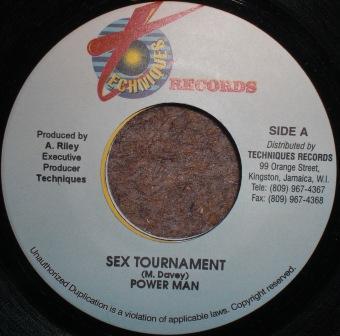 TECHNIQUES
RECORDS
Produced by
A. Riley
Executive
Producer
Techniques
SIDE A
Distributed by
TECHNIQUES RECORDS
99 Orange Street,
Kingston, Jamaica, W.I.
Tele: (809) 967-4367
Fax: (809) 967-4368
SEX TOURNAMENT
(M. Davey)
POWER MAN
Unauthorized Duplication is a violation of applicable laws. Copyright reserved.